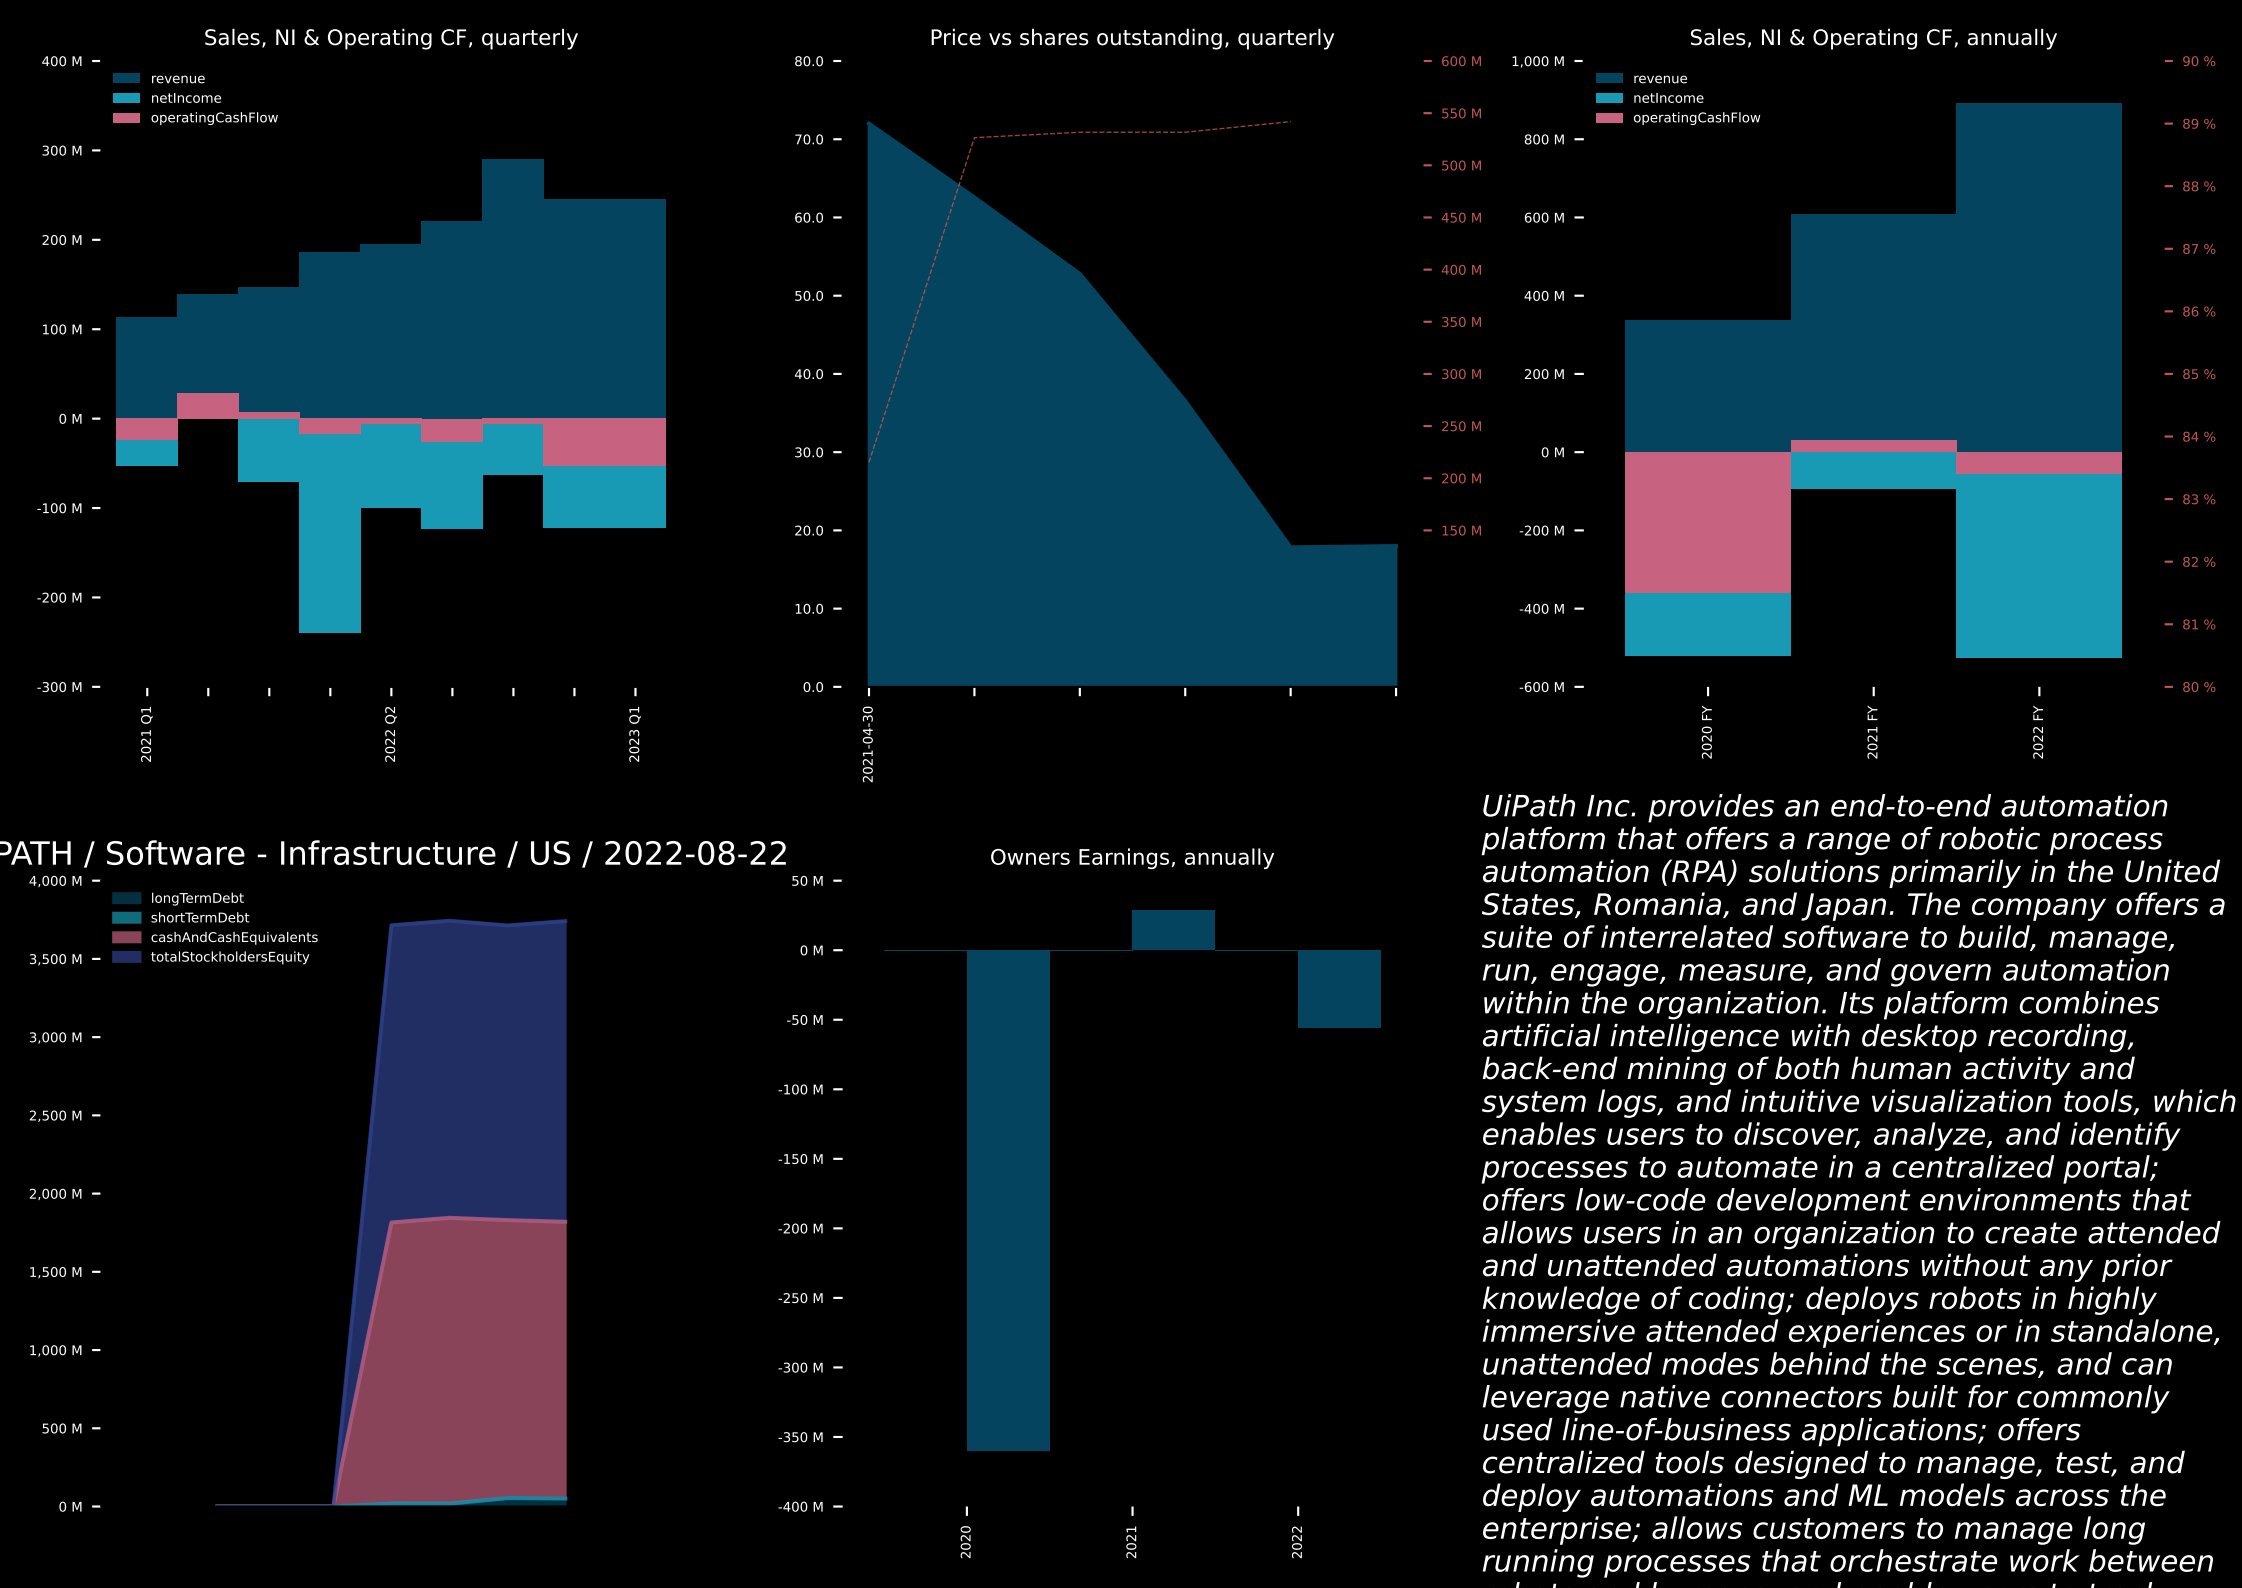 Sales, NI & Operating CF, quarterly
400 M
300 M
200 M
100 M
0 M
-100 M
-200 M
-300 M
revenue
netIncome
operatingCashFlow
2021 Q1
2022 Q2
2023 Q1
Price vs shares outstanding, quarterly
80.0
70.0
60.0
50.0
40.0
30.0
20.0
10.0
0.0
600 M
550 M
500 M
450 M
400 M
350 M
300 M
250 M
200 M
150 M
2021-04-30
Sales, NI & Operating CF, annually
1,000 M
800 M
600 M
400 M
200 M
0 M
-200 M
-400 M
-600 M
revenue
netIncome
operatingCashFlow
90 %
89 %
88 %
87 %
86 %
85 %
84 %
83 %
82 %
81 %
80 %
2020 FY
2021 FY
2022 FY
PATH / Software - Infrastructure / US / 2022-08-22
4,000 M
3,500 M
3,000 M
2,500 M
2,000 M
1,500 M
1,000 M
500 M
0 M
longTermDebt
shortTermDebt
cashAndCashEquivalents
totalStockholdersEquity
Owners Earnings, annually
50 M
0 M
-50 M
-100 M
-150 M
-200 M
-250 M
-300 M
-350 M
-400 M
2020
2021
2022
UiPath Inc. provides an end-to-end automation
platform that offers a range of robotic process
automation (RPA) solutions primarily in the United
States, Romania, and Japan. The company offers a
suite of interrelated software to build, manage,
run, engage, measure, and govern automation
within the organization. Its platform combines
artificial intelligence with desktop recording,
back-end mining of both human activity and
system logs, and intuitive visualization tools, which
enables users to discover, analyze, and identify
processes to automate in a centralized portal;
offers low-code development environments that
allows users in an organization to create attended
and unattended automations without any prior
knowledge of coding; deploys robots in highly
immersive attended experiences or in standalone,
unattended modes behind the scenes, and can
leverage native connectors built for commonly
used line-of-business applications; offers
centralized tools designed to manage, test, and
deploy automations and ML models across the
enterprise; allows customers to manage long
running processes that orchestrate work between